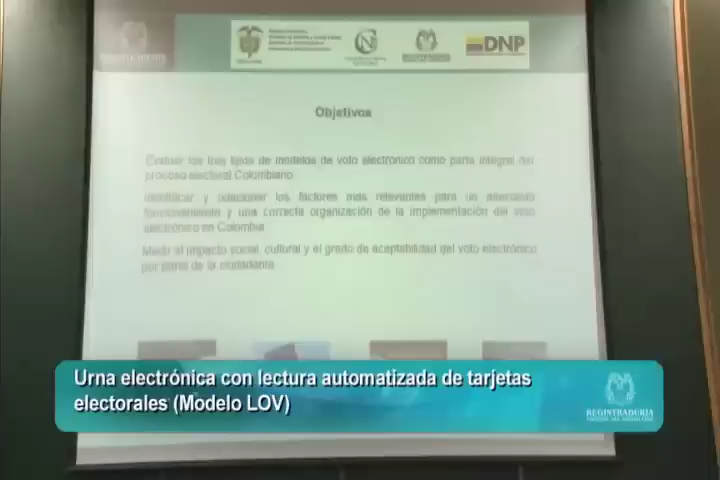 REGISTRADURÍA
DNP
Objetivos
Evaluar los tres tipos de modelos de voto electrónico como parte integral del
proceso electoral Colombiano
Identificar y relacionar los factores más relevantes para un adecuado
funcionamiento y una correcta organización de la implementación del voto
electrónico en Colombia
Medir el impacto social, cultural y el grado de aceptabilidad del voto electrónico
por parte de la ciudadanía
Urna electrónica con lectura automatizada de tarjetas
electorales (Modelo LOV)
REGISTRADURÍA